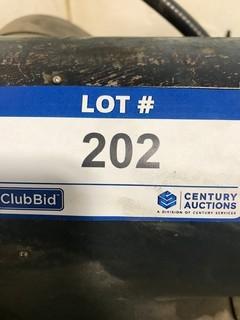 LOT #
202
ClubBid
CENTURY
AUCTIONS
A DIVISION OF CENTURY SERVICES